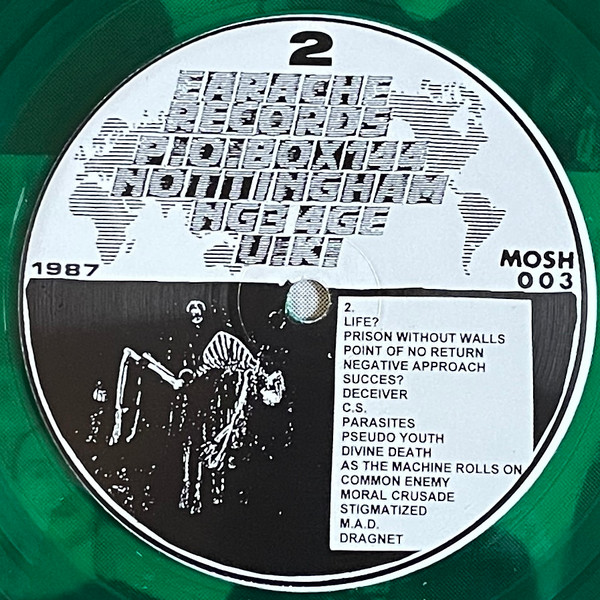 2
EARACHE
RECORDS
P.O.BOX144
NOTTINGHAM
NG3 4GE
U.K.
1987
MOSH
003
2.
LIFE?
PRISON WITHOUT WALLS
POINT OF NO RETURN
NEGATIVE APPROACH
SUCCES?
DECEIVER
C.S.
PARASITES
PSEUDO YOUTH
DIVINE DEATH
AS THE MACHINE ROLLS ON
COMMON ENEMY
MORAL CRUSADE
STIGMATIZED
M.A.D.
DRAGNET